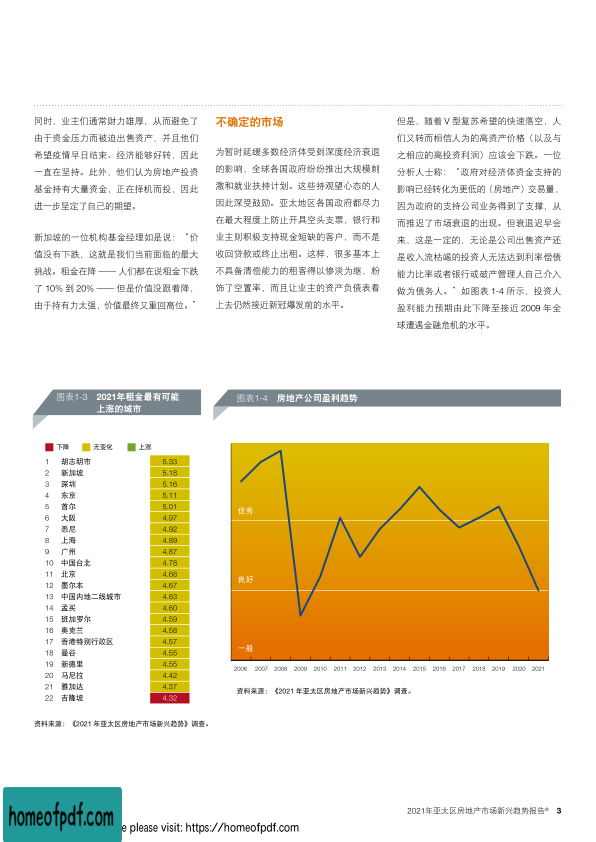 同时，业主们通常财力雄厚，从而避免了
由于资金压力而被迫出售资产，并且他们
希望疫情早日结束、经济能够好转，因此
一直在坚持。此外，他们认为房地产投资
基金持有大量资金，正在择机而投，因此
进一步坚定了自己的期望。
新加坡的一位机构基金经理如是说：“价
值没有下跌，这就是我们当前面临的最大
挑战。租金在降 —— 人们都在说租金下跌
了 10% 到 20% —— 但是价值没跟着降，
由于持有力太强，价值最终又重回高位。”
不确定的市场
为暂时延缓多数经济体受到深度经济衰退
的影响，全球各国政府纷纷推出大规模刺
激和就业扶持计划。这些持观望心态的人
因此深受鼓励。亚太地区各国政府都尽力
在最大程度上防止开具空头支票，银行和
业主则积极支持现金短缺的客户，而不是
收回贷款或终止出租。这样，很多基本上
不具备清偿能力的租客得以惨淡为继，粉
饰了空置率，而且让业主的资产负债表看
上去仍然接近新冠爆发前的水平。
但是，随着 V 型复苏希望的快速落空，人
们又转而相信人为的高资产价格（以及与
之相应的高投资利润）应该会下跌。一位
分析人士称：“政府对经济体资金支持的
影响已经转化为更低的（房地产）交易量，
因为政府的支持公司业务得到了支撑，从
而推迟了市场衰退的出现。但衰退迟早会
来，这是一定的，无论是公司出售资产还
是收入流枯竭的投资人无法达到利率偿债
能力比率或者银行或破产管理人自己介入
做为债务人。”如图表 1-4 所示，投资人
盈利能力预期由此下降至接近 2009 年全
球遭遇金融危机的水平。
图表1-3 2021年租金最有可能
上涨的城市
下降 无变化 上涨
1 胡志明市 5.33
2 新加坡 5.18
3 深圳 5.16
4 东京 5.11
5 首尔 5.01
6 大阪 4.97
7 悉尼 4.92
8 上海 4.89
9 广州 4.87
10 中国台北 4.78
11 北京 4.68
12 墨尔本 4.67
13 中国内地二线城市 4.63
14 孟买 4.60
15 班加罗尔 4.59
16 奥克兰 4.58
17 香港特别行政区 4.57
18 曼谷 4.55
19 新德里 4.55
20 马尼拉 4.42
21 雅加达 4.37
22 吉隆坡 4.32
资料来源：《2021 年亚太区房地产市场新兴趋势》调查。
图表1-4 房地产公司盈利趋势
优秀
良好
一般
2006 2007 2008 2009 2010 2011 2012 2013 2014 2015 2016 2017 2018 2019 2020 2021
资料来源：《2021 年亚太区房地产市场新兴趋势》调查。
2021年亚太区房地产市场新兴趋势报告® 3
homeofpdf.com
e please visit: https://homeofpdf.com